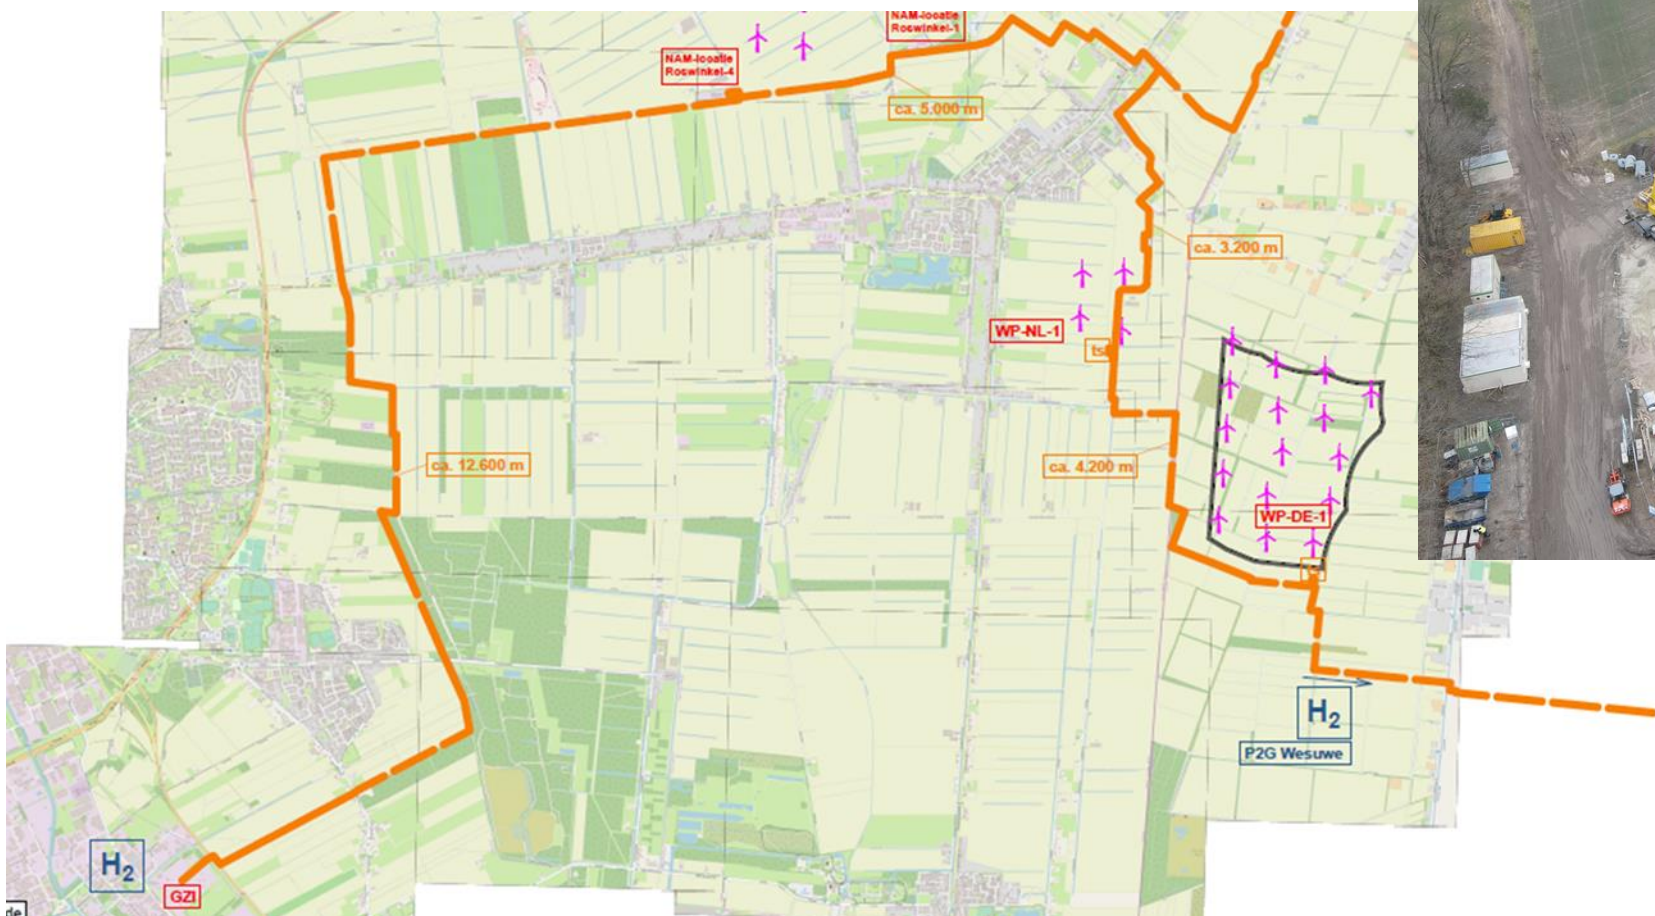 NAM-locatie
Roswinkel-1
NAM-locatie
Roswinkel-4
ca. 5.000 m
ca. 3.200 m
WP-NL-1
ts
ca. 12.600 m
ca. 4.200 m
WP-DE-1
H2
P2G Wesuwe
H2
GZI
de